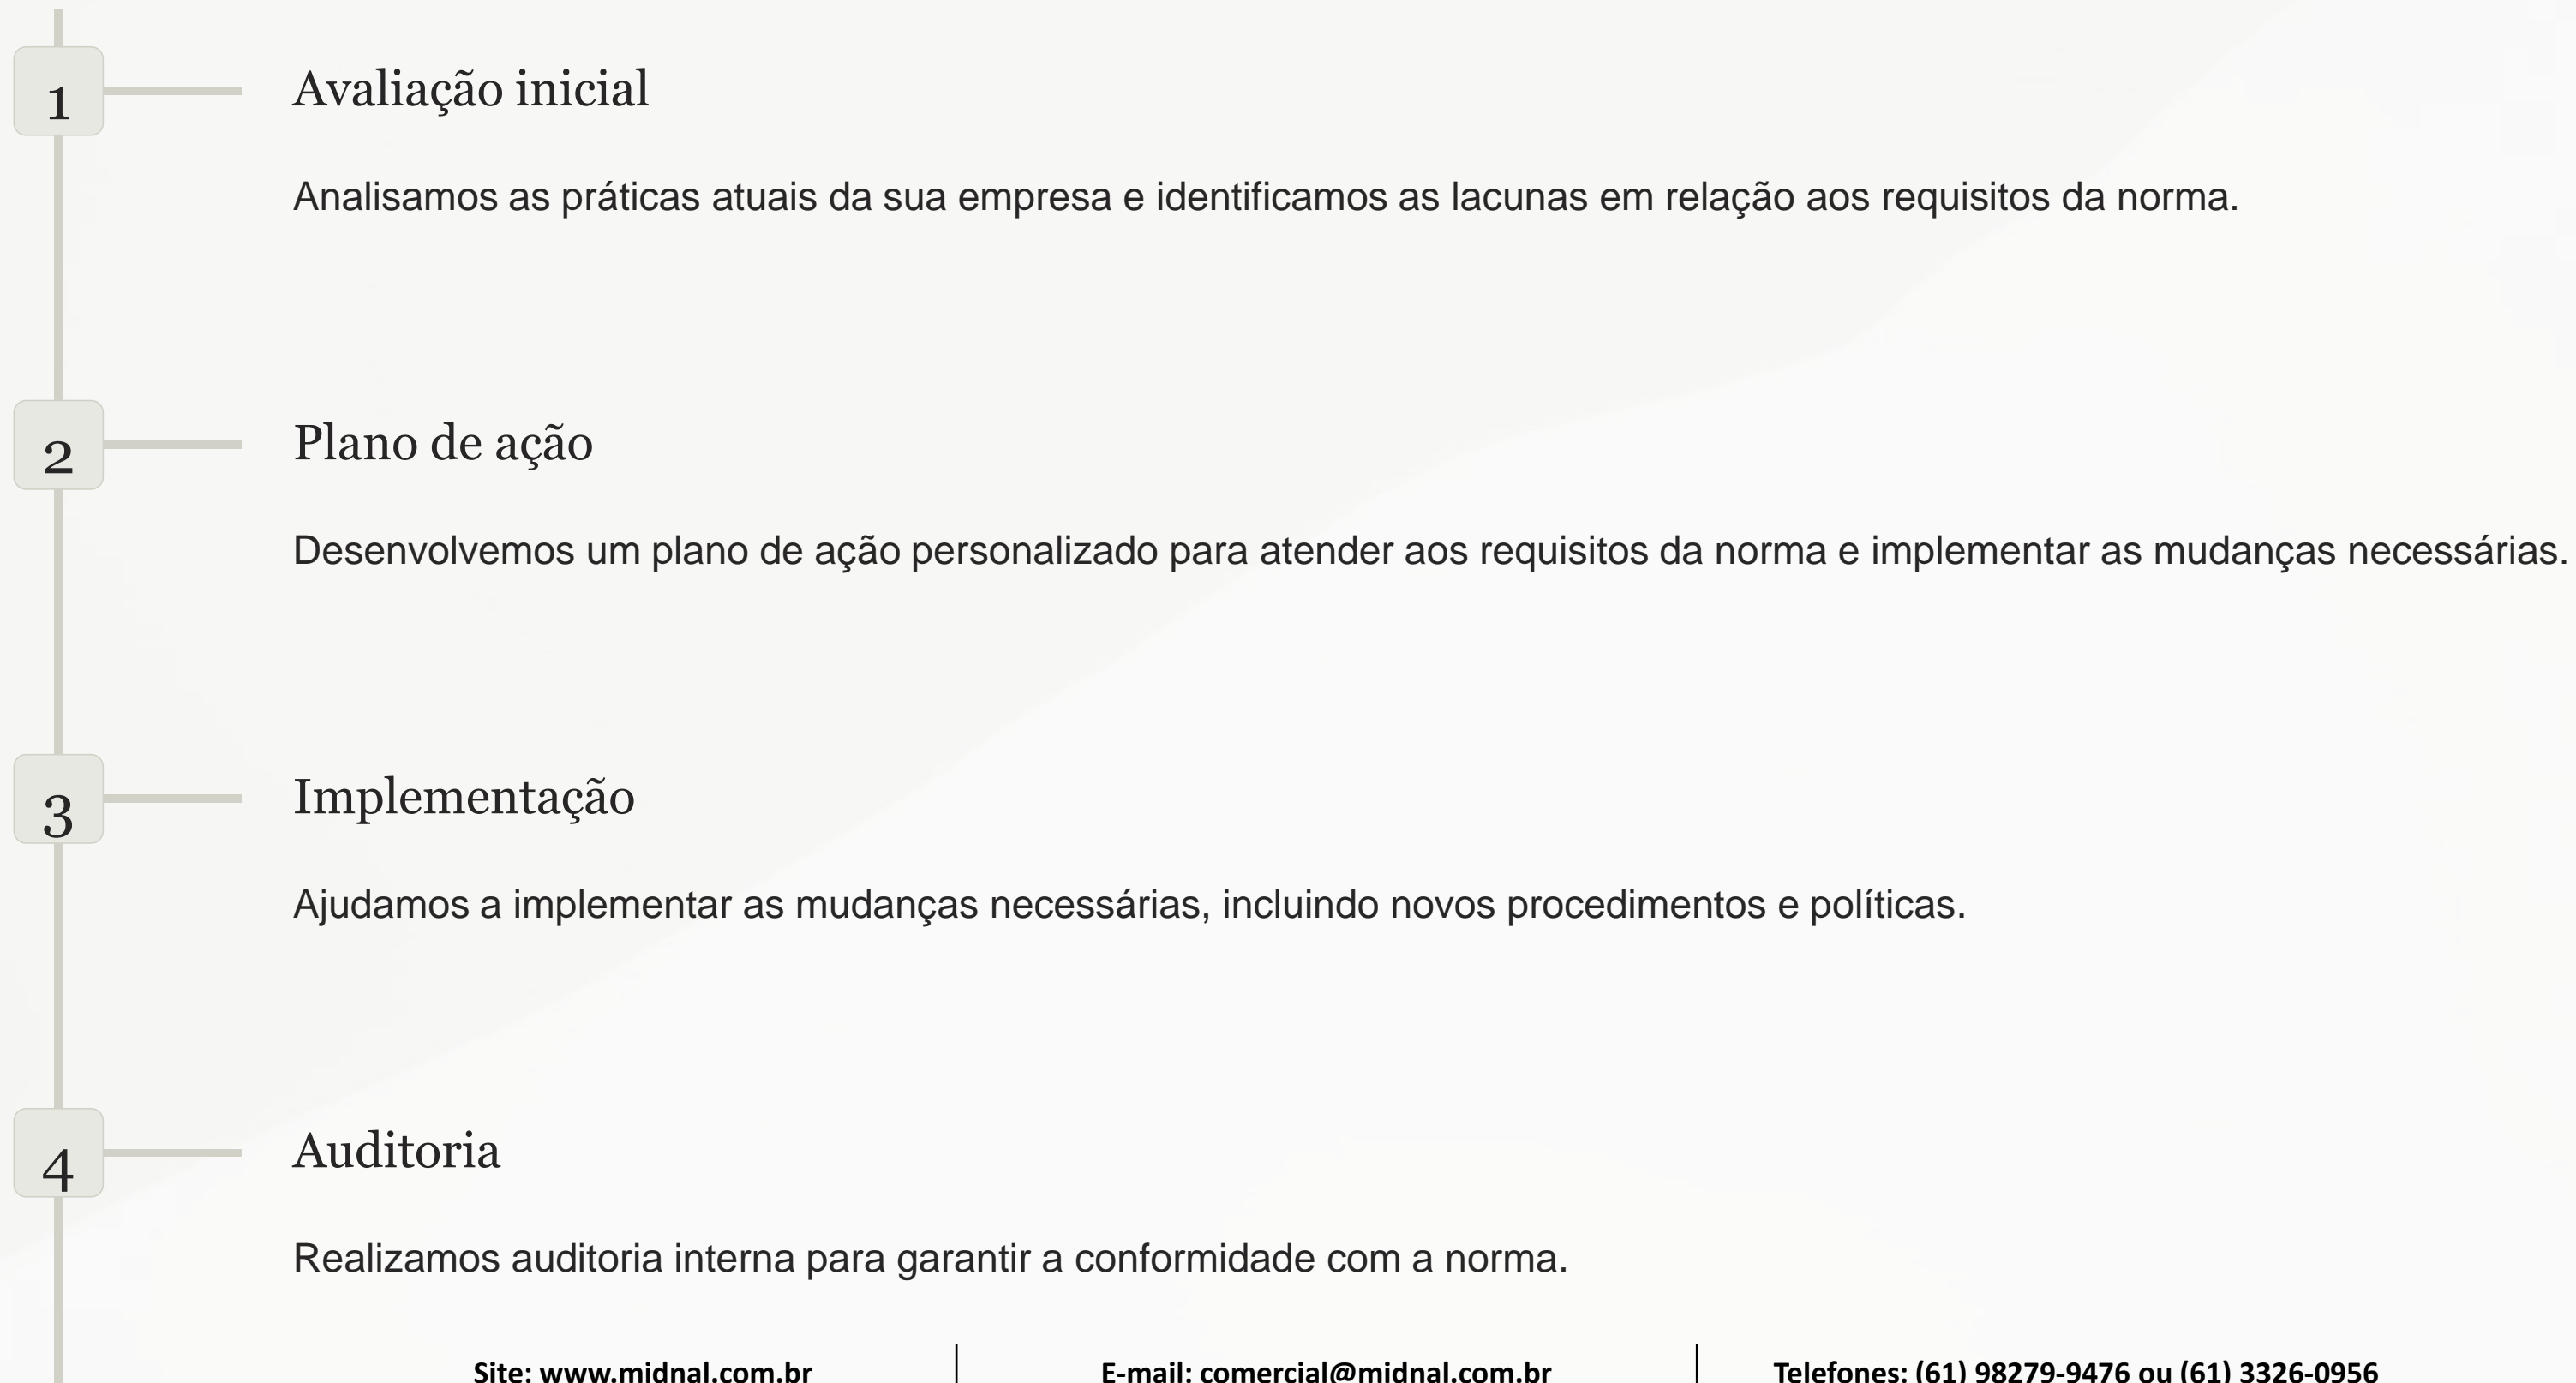 1
Avaliação inicial
Analisamos as práticas atuais da sua empresa e identificamos as lacunas em relação aos requisitos da norma.
2
Plano de ação
Desenvolvemos um plano de ação personalizado para atender aos requisitos da norma e implementar as mudanças necessárias.
3
Implementação
Ajudamos a implementar as mudanças necessárias, incluindo novos procedimentos e políticas.
4
Auditoria
Realizamos auditoria interna para garantir a conformidade com a norma.
Site: www.midnal.com.br
E-mail: comercial@midnal.com.br
Telefones: (61) 98279-9476 ou (61) 3326-0956